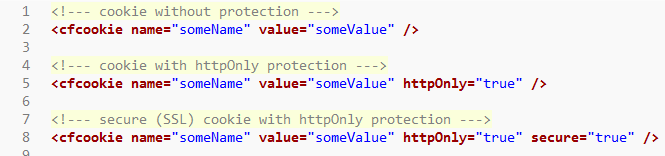 1 <!--- cookie without protection --->
2 <cfcookie name="someName" value="someValue" />
3
4 <!--- cookie with httpOnly protection --->
5 <cfcookie name="someName" value="someValue" httpOnly="true" />
6
7 <!--- secure (SSL) cookie with httpOnly protection --->
8 <cfcookie name="someName" value="someValue" httpOnly="true" secure="true" />